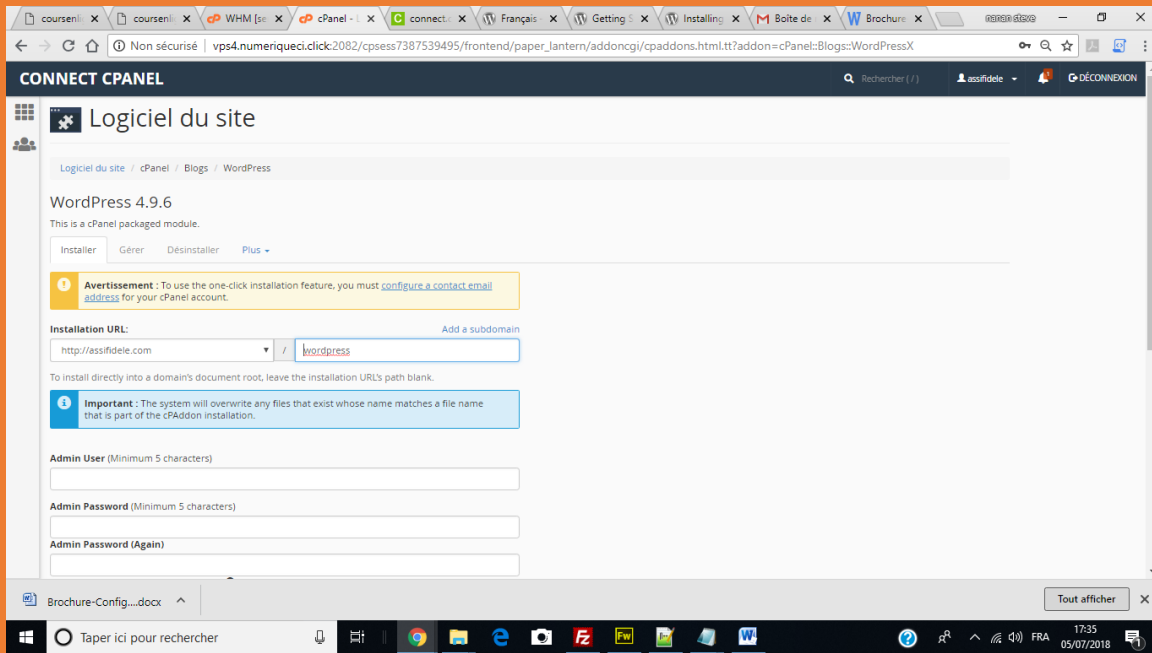 coursenli
coursenli
WHM [se
cPanel - L
connect.c
Français -
Getting S
Installing
Boîte de
Brochure
nanan steve
Non sécurisé | vps4.numeriqueci.click:2082/cpsess7387539495/frontend/paper_lantern/addoncgi/cpaddons.html.tt?addon=cPanel::Blogs::WordPressX
CONNECT CPANEL
Rechercher ( / )
assifidele
DÉCONNEXION
Logiciel du site
Logiciel du site / cPanel / Blogs / WordPress
WordPress 4.9.6
This is a cPanel packaged module.
Installer Gérer Désinstaller Plus
Avertissement : To use the one-click installation feature, you must configure a contact email
address for your cPanel account.
Installation URL: Add a subdomain
http://assifidele.com / wordpress
To install directly into a domain's document root, leave the installation URL's path blank.
Important : The system will overwrite any files that exist whose name matches a file name
that is part of the cPAddon installation.
Admin User (Minimum 5 characters)
Admin Password (Minimum 5 characters)
Admin Password (Again)
Brochure-Config....docx
Tout afficher
Taper ici pour rechercher
FRA
17:35
05/07/2018